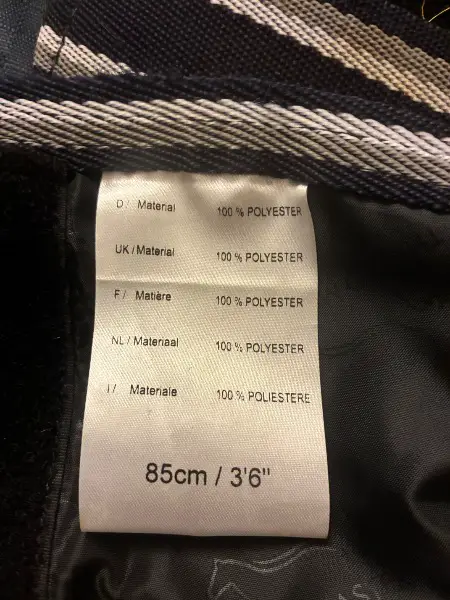 D / Material 100 % POLYESTER
UK / Material 100 % POLYESTER
F / Matière 100 % POLYESTER
NL / Materiaal 100 % POLYESTER
I / Materiale 100 % POLIESTERE
85cm / 3'6"